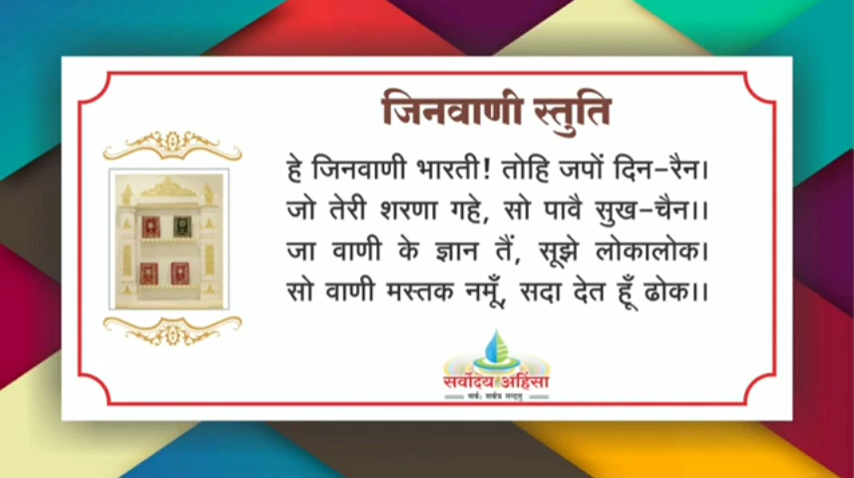 जिनवाणी स्तुति
हे जिनवाणी भारती! तोहि जपों दिन-रैन।
जो तेरी शरणा गहे, सो पावै सुख-चैन।।
जा वाणी के ज्ञान तैं, सूझे लोकालोक।
सो वाणी मस्तक नमूँ, सदा देत हूँ ढोक।।
सर्वोदय अहिंसा